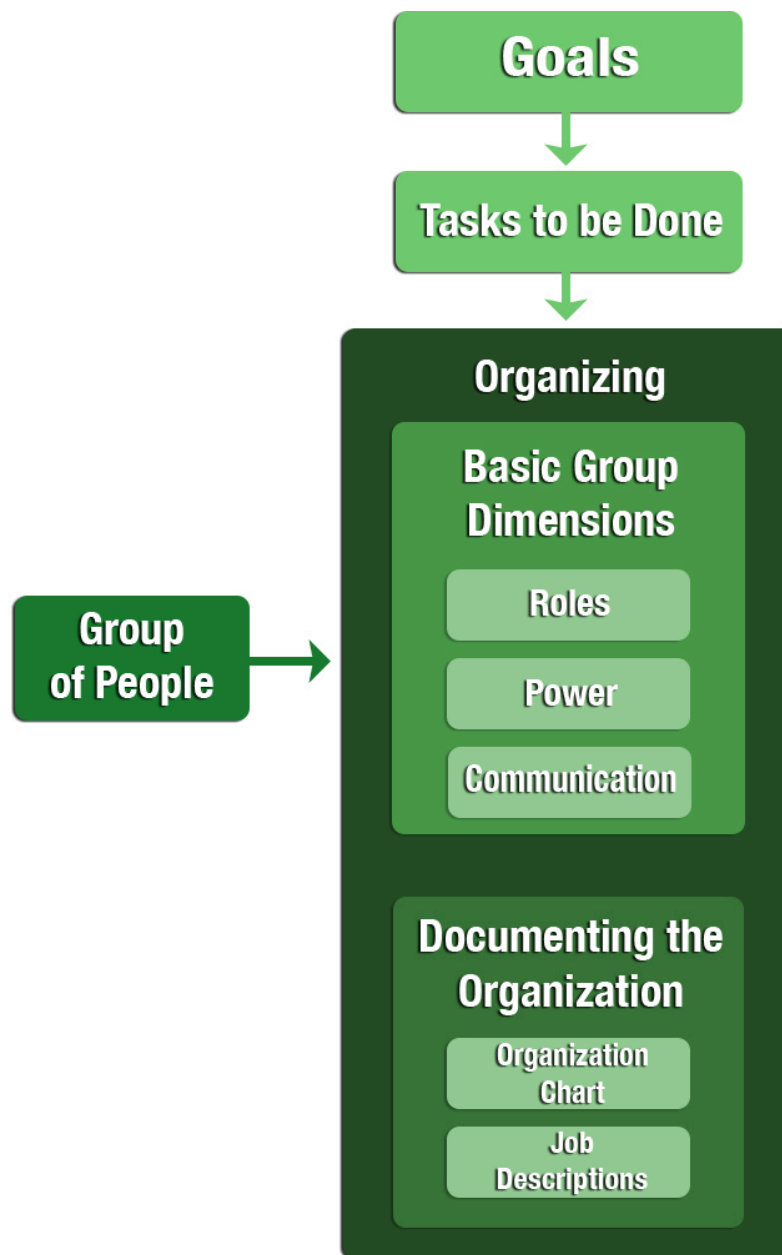 Goals
Tasks to be Done
Organizing
Basic Group
Dimensions
Roles
Power
Communication
Group
of People
Documenting the
Organization
Organization
Chart
Job
Descriptions